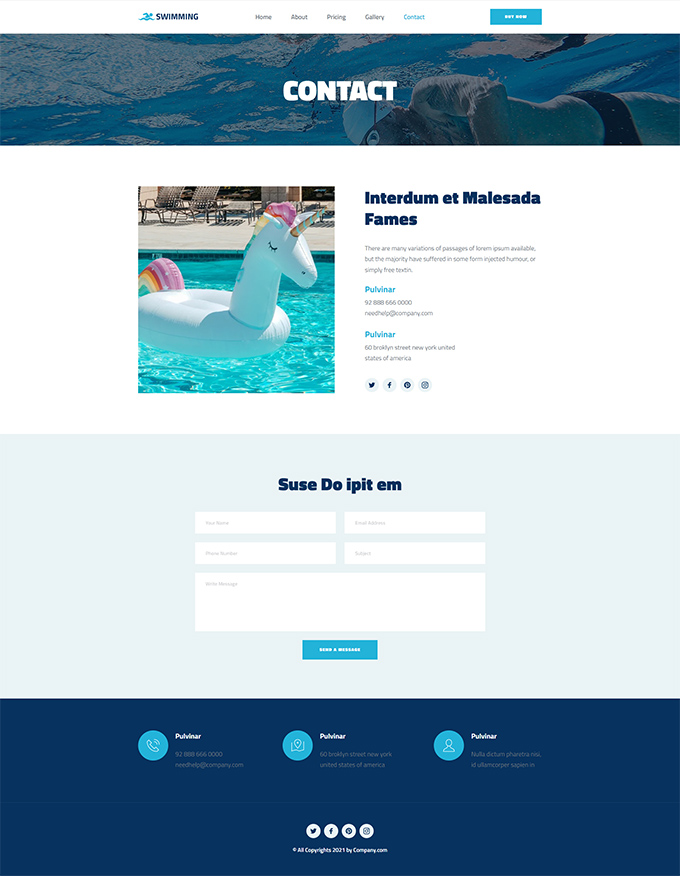 SWIMMING
Home About Pricing Gallery Contact
BUY NOW
CONTACT
Interdum et Malesada
Fames
There are many variations of passages of lorem ipsum available,
but the majority have suffered in some form injected humour, or
simply free textin.
Pulvinar
92 888 666 0000
needhelp@company.com
Pulvinar
60 broklyn street new york united
states of america
Suse Do ipit em
Your Name
Email Address
Phone Number
Subject
Write Message
SEND A MESSAGE
Pulvinar
92 888 666 0000
needhelp@company.com
Pulvinar
60 broklyn street new york
united states of america
Pulvinar
Nulla dictum pharetra nisi,
id ullamcorper sapien in
© All Copyrights 2021 by Company.com